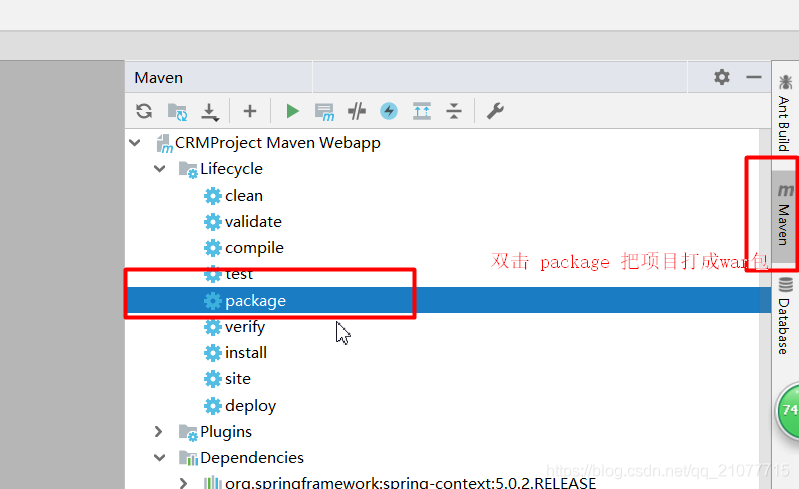 Maven
CRMProject Maven Webapp
Lifecycle
clean
validate
compile
test
双击 package 把项目打成war包
package
verify
install
site
deploy
Plugins
Dependencies
org.springframework:spring-context:5.0.2.RELEASE
Ant Build
Maven
Database
74
https://blog.csdn.net/qq_21077715